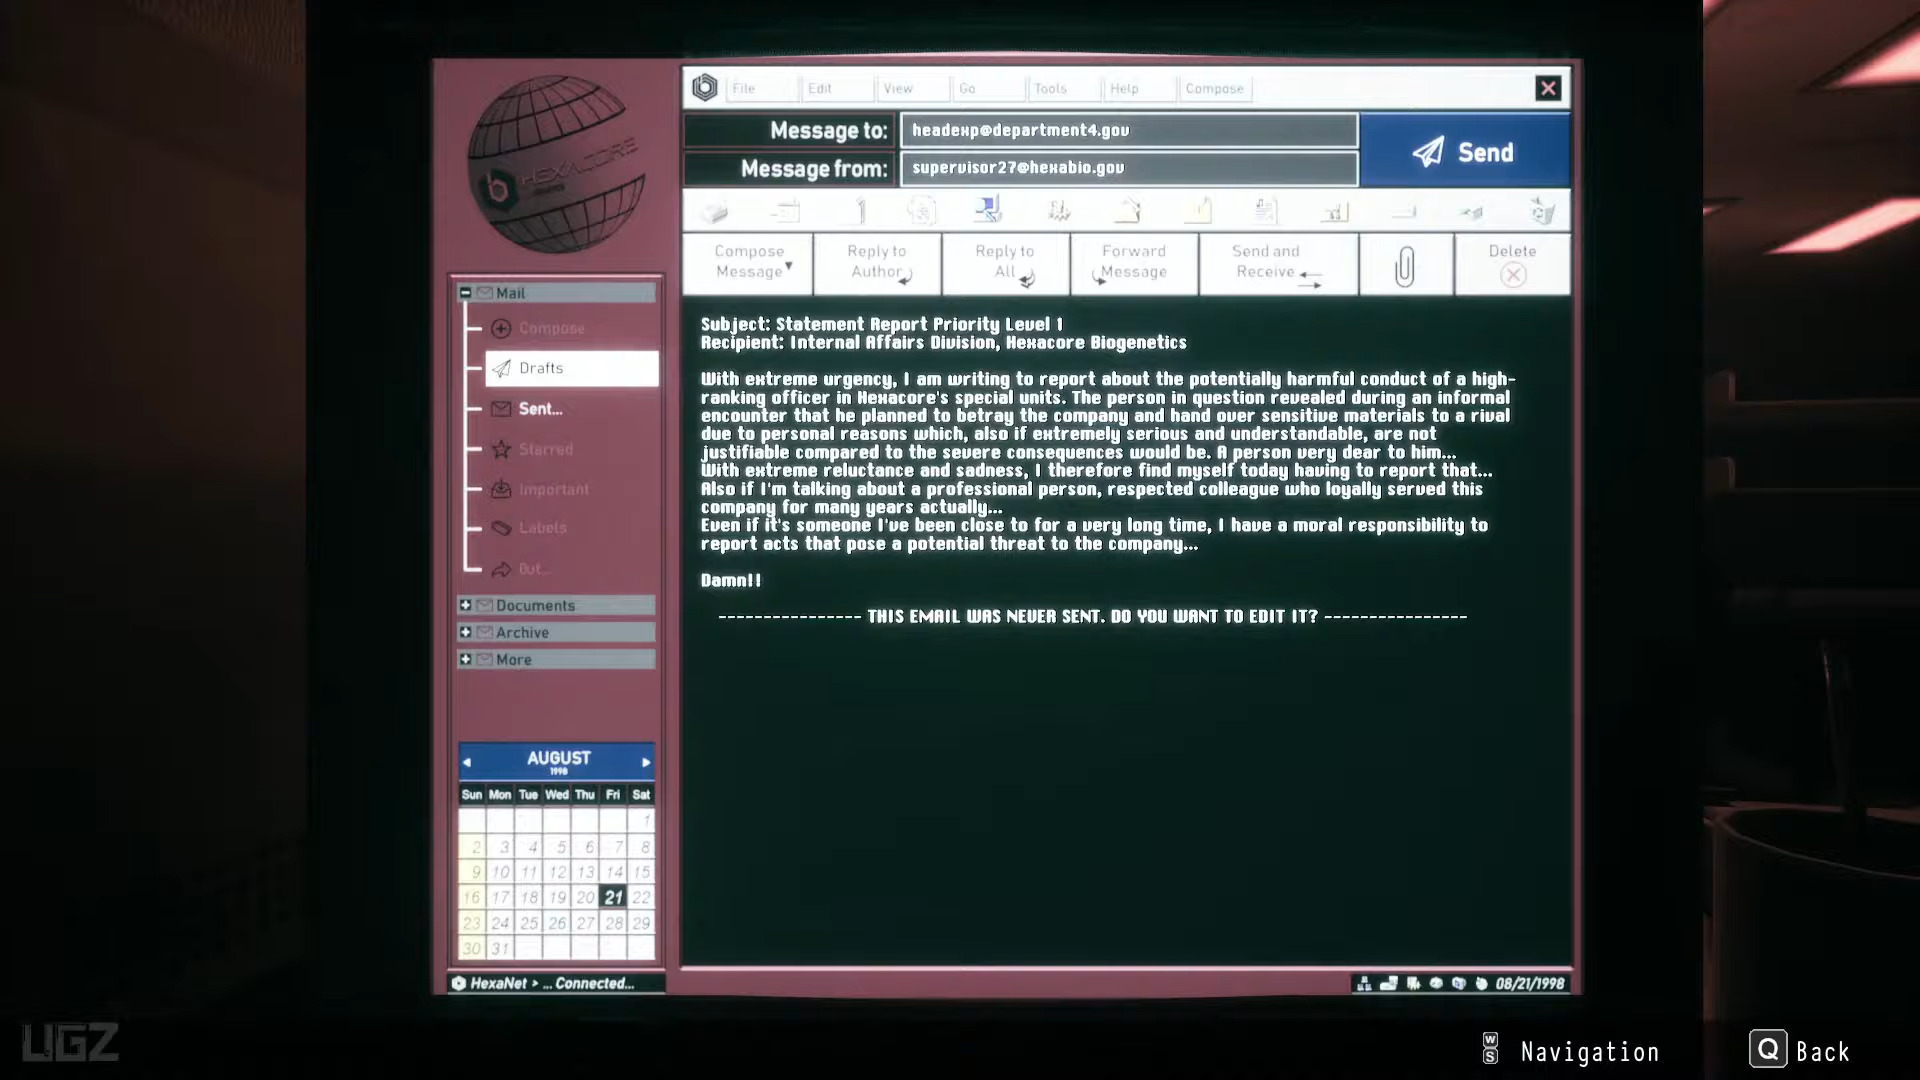 HEXACORE
File Edit View Go Tools Help Compose
Message to: headexp@department4.gov
Message from: supervisor27@hexabio.gov
Send
Compose Message
Reply to Author
Reply to All
Forward Message
Send and Receive
Delete
Mail
Compose
Drafts
Sent...
Starred
Important
Labels
Out...
Documents
Archive
More
Subject: Statement Report Priority Level 1
Recipient: Internal Affairs Division, Hexacore Biogenetics
With extreme urgency, I am writing to report about the potentially harmful conduct of a high-
ranking officer in Hexacore's special units. The person in question revealed during an informal
encounter that he planned to betray the company and hand over sensitive materials to a rival
due to personal reasons which, also if extremely serious and understandable, are not
justifiable compared to the severe consequences would be. A person very dear to him...
With extreme reluctance and sadness, I therefore find myself today having to report that...
Also if I'm talking about a professional person, respected colleague who loyally served this
company for many years actually...
Even if it's someone I've been close to for a very long time, I have a moral responsibility to
report acts that pose a potential threat to the company...
Damn!!
---------------- THIS EMAIL WAS NEVER SENT. DO YOU WANT TO EDIT IT? ----------------
AUGUST
1998
Sun Mon Tue Wed Thu Fri Sat
1
2 3 4 5 6 7 8
9 10 11 12 13 14 15
16 17 18 19 20 21 22
23 24 25 26 27 28 29
30 31
HexaNet > ... Connected...
08/21/1998
UGZ
W
S
Navigation
Q Back